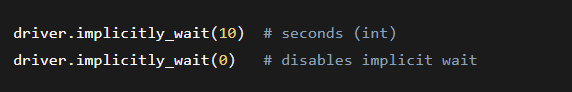 driver.implicitly_wait(10)  # seconds (int)
driver.implicitly_wait(0)   # disables implicit wait